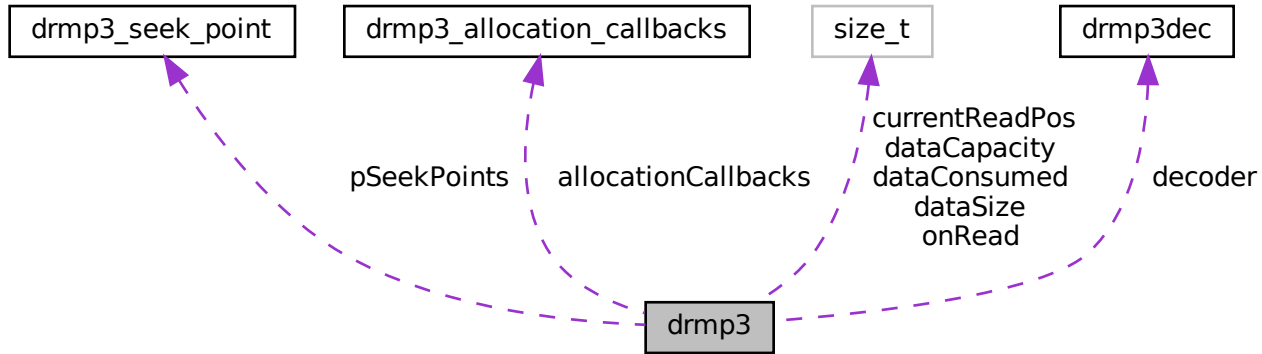 drmp3_seek_point
drmp3_allocation_callbacks
size_t
drmp3dec
pSeekPoints
allocationCallbacks
currentReadPos
dataCapacity
dataConsumed
dataSize
onRead
decoder
drmp3